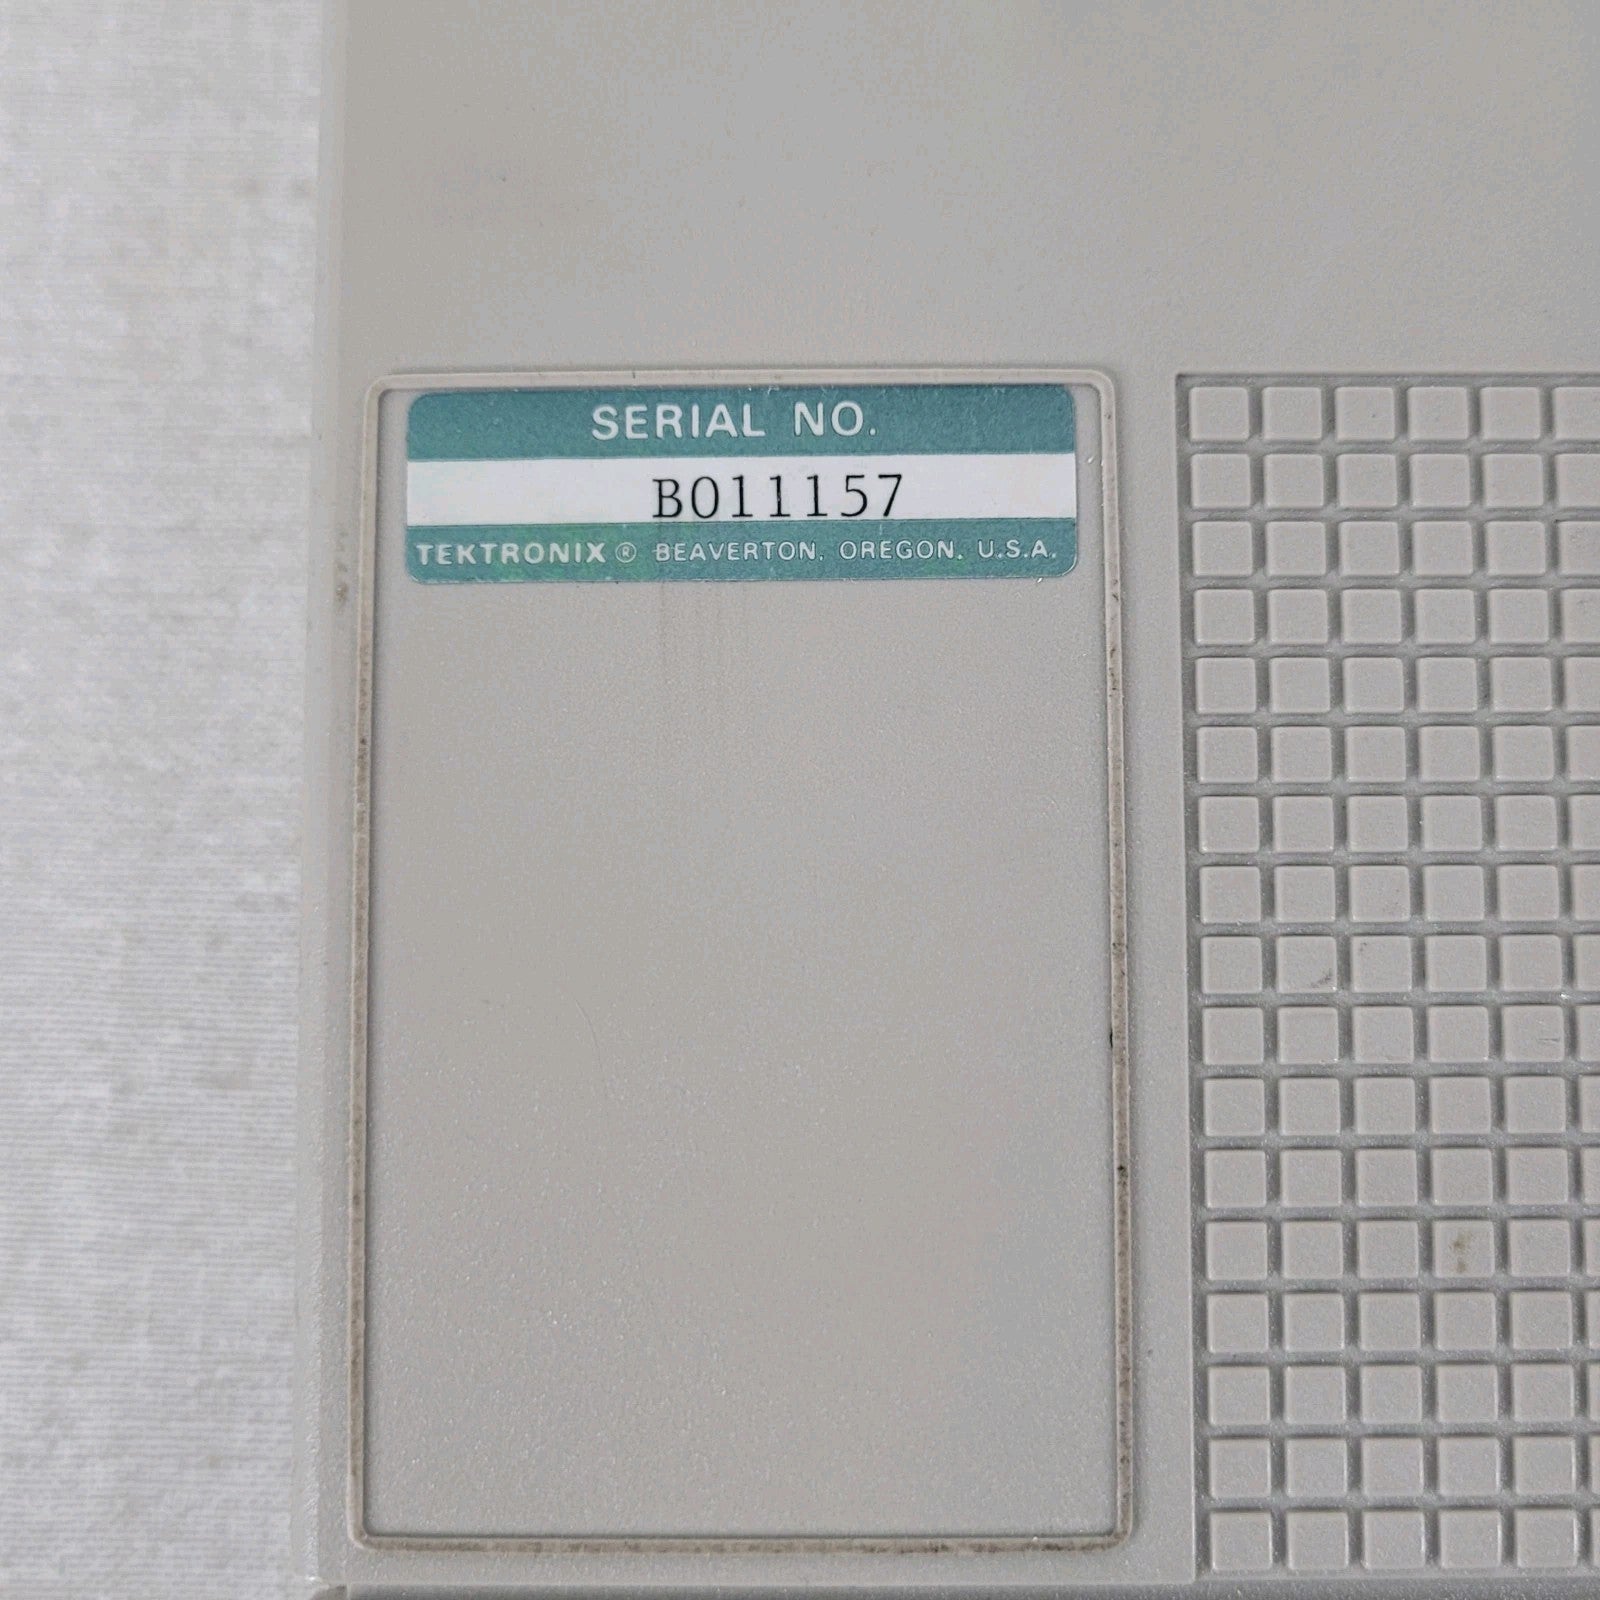 SERIAL NO.
B011157
TEKTRONIX ® BEAVERTON, OREGON, U.S.A.